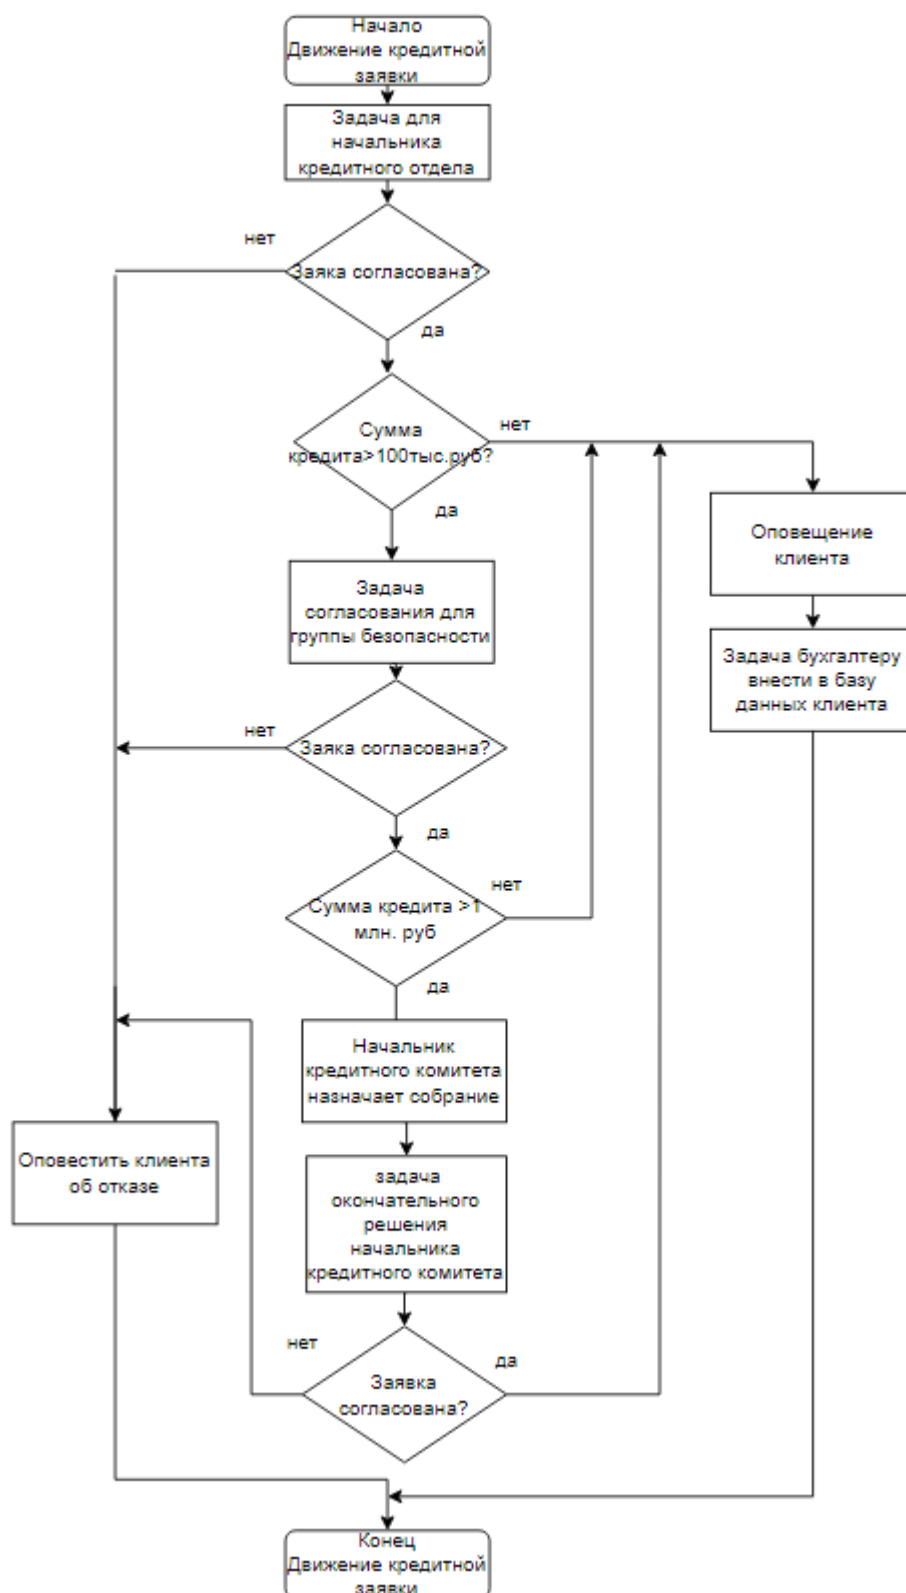 Начало
Движение кредитной
заявки
Задача для
начальника
кредитного отдела
нет
Заяка согласована?
да
Сумма
кредита>100тыс.руб?
нет
да
Оповещение
клиента
Задача
согласования для
группы безопасности
Задача бухгалтеру
внести в базу
данных клиента
нет
Заяка согласована?
да
Сумма кредита >1
млн. руб
нет
да
Начальник
кредитного комитета
назначает собрание
Оповестить клиента
об отказе
задача
окончательного
решения
начальника
кредитного комитета
нет
да
Заявка
согласована?
Конец
Движение кредитной
заявки